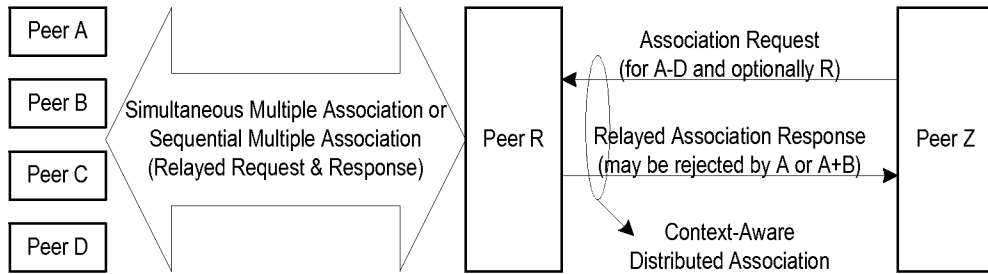 Peer A
Peer B
Peer C
Peer D
Simultaneous Multiple Association or
Sequential Multiple Association
(Relayed Request & Response)
Peer R
Association Request
(for A-D and optionally R)
Relayed Association Response
(may be rejected by A or A+B)
Context-Aware
Distributed Association
Peer Z